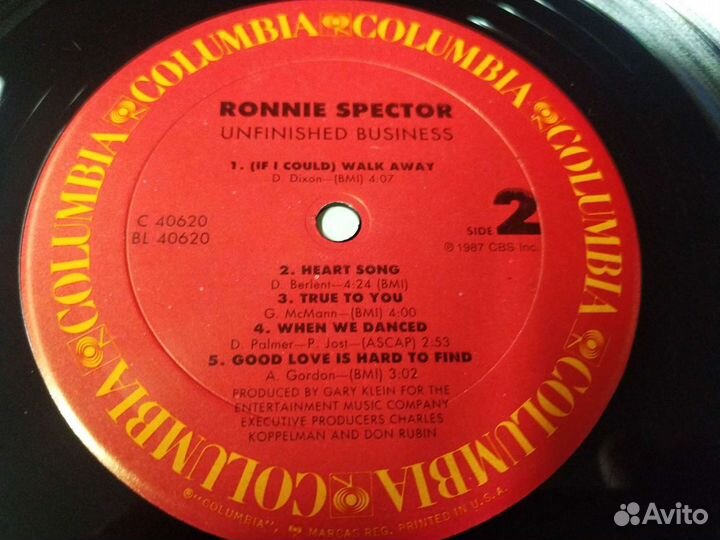 COLUMBIA COLUMBIA COLUMBIA COLUMBIA COLUMBIA COLUMBIA COLUMBIA COLUMBIA
RONNIE SPECTOR
UNFINISHED BUSINESS
1. (IF I COULD) WALK AWAY
D. Dixon—(BMI) 4:07
C 40620
BL 40620
SIDE 2
℗ 1987 CBS Inc.
2. HEART SONG
D. Berlent—4:24 (BMI)
3. TRUE TO YOU
G. McMann—(BMI) 4:00
4. WHEN WE DANCED
D. Palmer—P. Jost—(ASCAP) 2:53
5. GOOD LOVE IS HARD TO FIND
A. Gordon—(BMI) 3:02
PRODUCED BY GARY KLEIN FOR THE
ENTERTAINMENT MUSIC COMPANY
EXECUTIVE PRODUCERS CHARLES
KOPPELMAN AND DON RUBIN
®"COLUMBIA", MARCAS REG. PRINTED IN U.S.A.
Avito